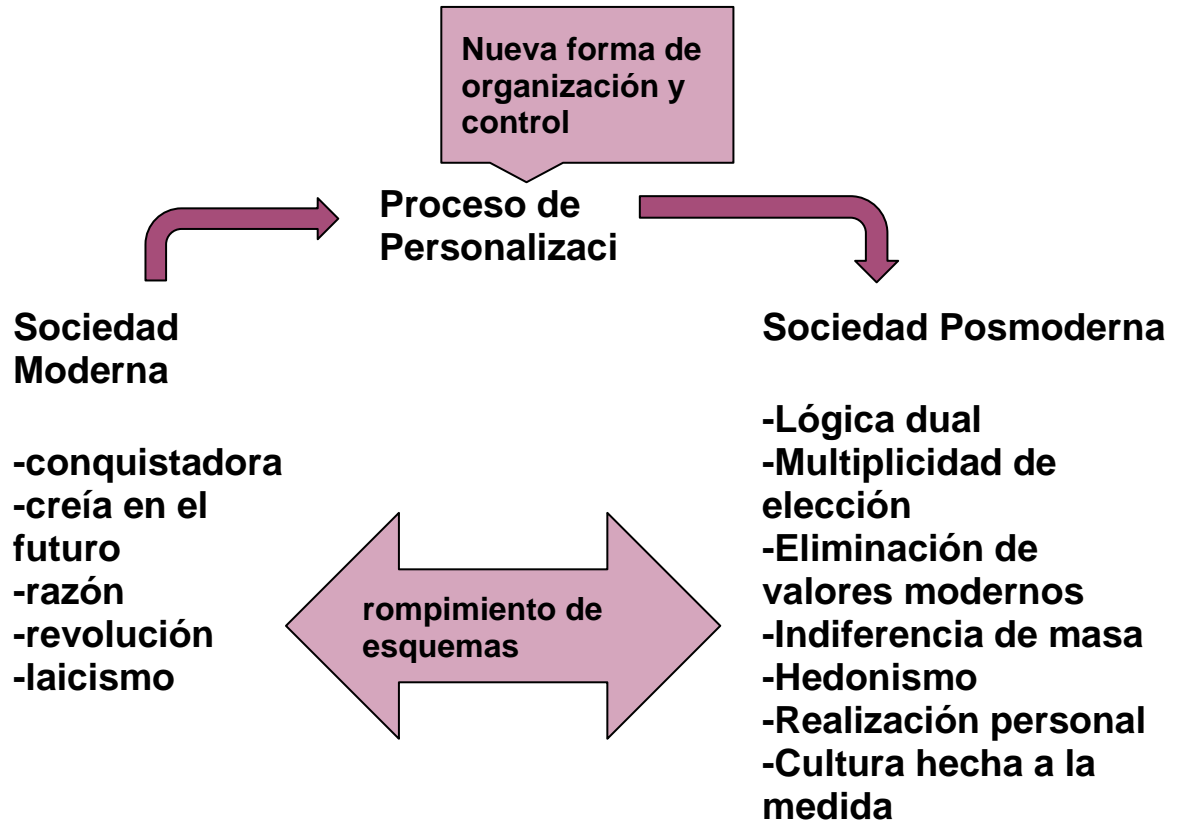 Nueva forma de
organización y
control
Proceso de
Personalizaci
Sociedad
Moderna
-conquistadora
-creía en el
futuro
-razón
-revolución
-laicismo
rompimiento de
esquemas
Sociedad Posmoderna
-Lógica dual
-Multiplicidad de
elección
-Eliminación de
valores modernos
-Indiferencia de masa
-Hedonismo
-Realización personal
-Cultura hecha a la
medida